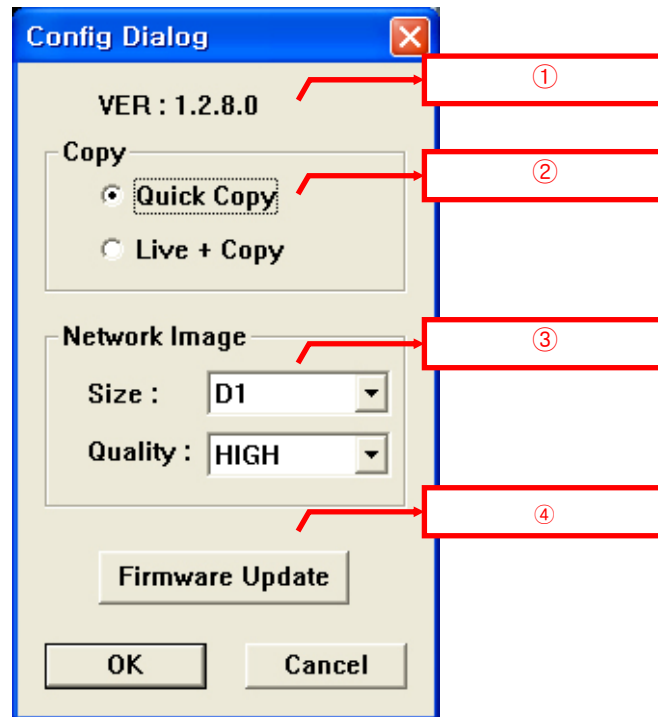 Config Dialog
①
VER : 1.2.8.0
Copy
②
Quick Copy
Live + Copy
Network Image
③
Size : D1
Quality : HIGH
④
Firmware Update
OK Cancel